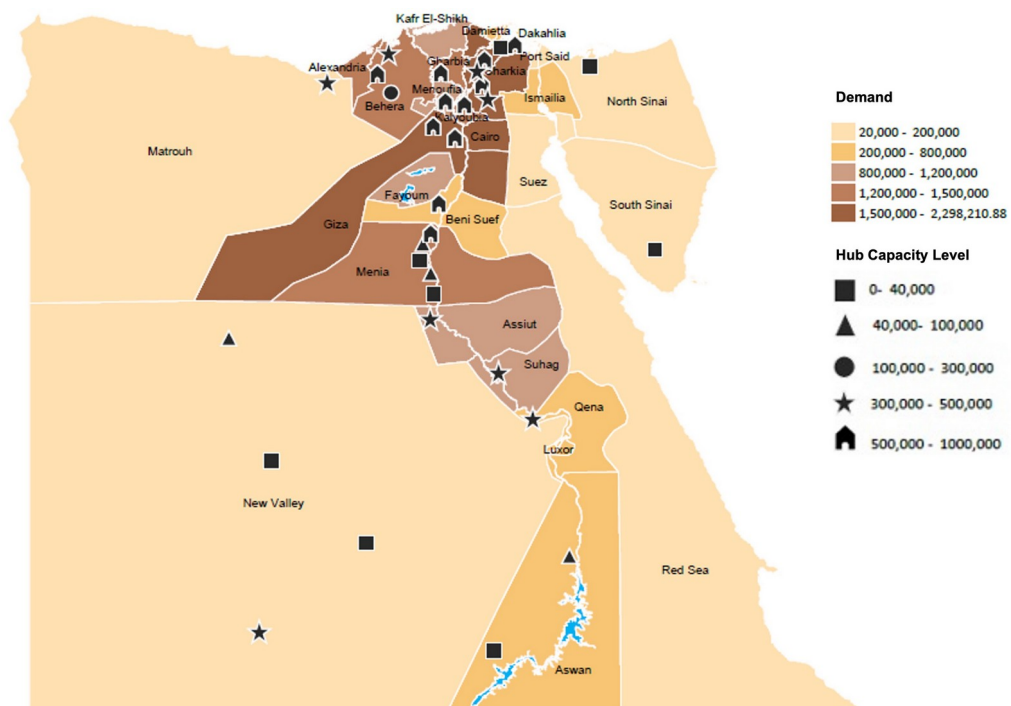 Kafr El-Shikh
Damietta
Dakahlia
Alexandria
Gharbia
Port Said
Sharkia
Menoufia
Behera
Ismailia
North Sinai
Kalyoubia
Cairo
Matrouh
Suez
Fayoum
South Sinai
Giza
Beni Suef
Menia
Assiut
Suhag
Qena
Luxor
New Valley
Red Sea
Aswan
Demand
20,000 - 200,000
200,000 - 800,000
800,000 - 1,200,000
1,200,000 - 1,500,000
1,500,000 - 2,298,210.88
Hub Capacity Level
0- 40,000
40,000- 100,000
100,000 - 300,000
300,000 - 500,000
500,000 - 1000,000